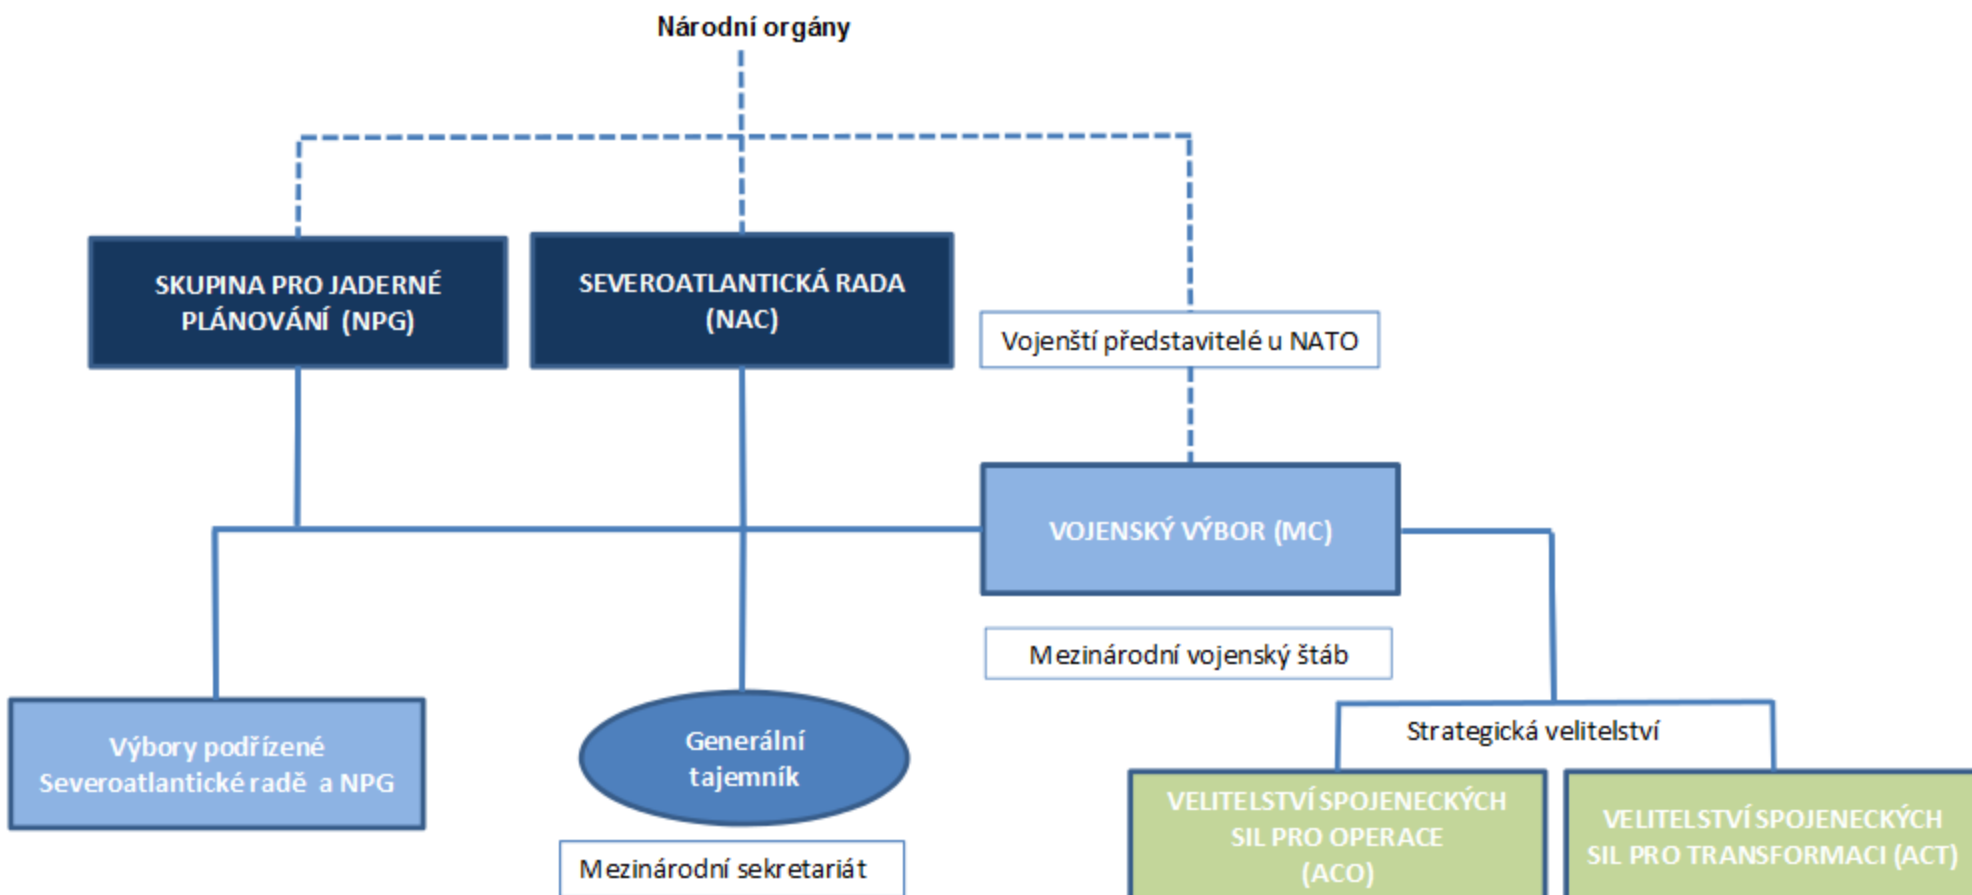 Národní orgány
SKUPINA PRO JADERNÉ
PLÁNOVÁNÍ (NPG)
SEVEROATLANTICKÁ RADA
(NAC)
Vojenští představitelé u NATO
VOJENSKÝ VÝBOR (MC)
Mezinárodní vojenský štáb
Výbory podřízené
Severoatlantické radě a NPG
Generální
tajemník
Mezinárodní sekretariát
Strategická velitelství
VELITELSTVÍ SPOJENECKÝCH
SIL PRO OPERACE
(ACO)
VELITELSTVÍ SPOJENECKÝCH
SIL PRO TRANSFORMACI (ACT)